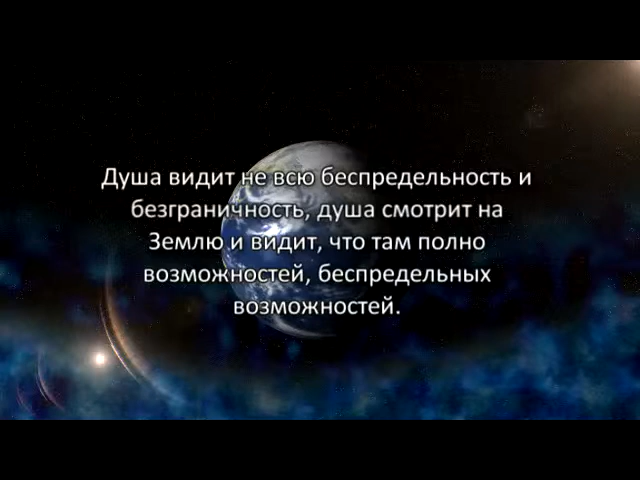 Душа видит не всю беспредельность и
безграничность, душа смотрит на
Землю и видит, что там полно
возможностей, беспредельных
возможностей.